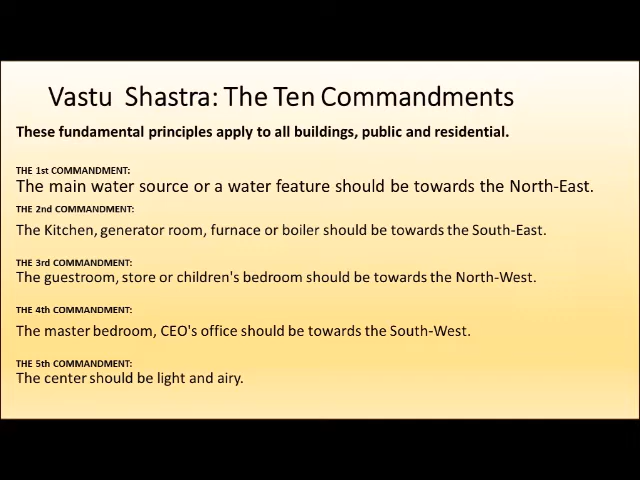 Vastu Shastra: The Ten Commandments
These fundamental principles apply to all buildings, public and residential.
THE 1st COMMANDMENT:
The main water source or a water feature should be towards the North-East.
THE 2nd COMMANDMENT:
The Kitchen, generator room, furnace or boiler should be towards the South-East.
THE 3rd COMMANDMENT:
The guestroom, store or children's bedroom should be towards the North-West.
THE 4th COMMANDMENT:
The master bedroom, CEO's office should be towards the South-West.
THE 5th COMMANDMENT:
The center should be light and airy.